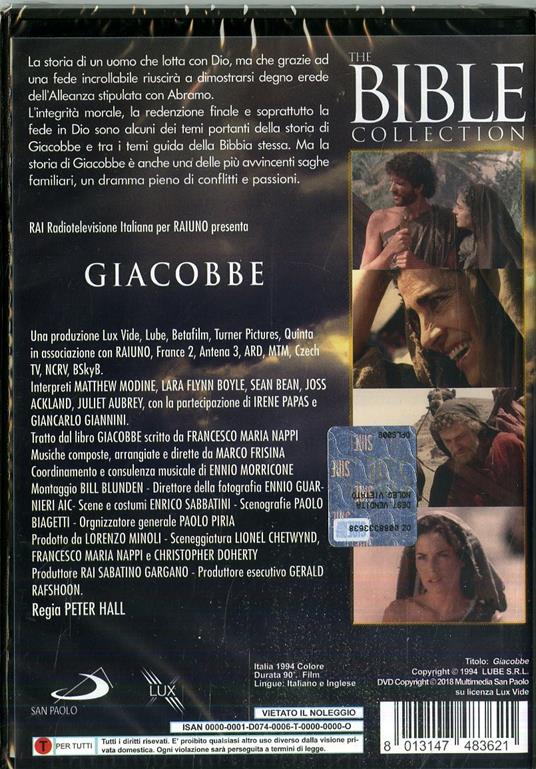 La storia di un uomo che lotta con Dio, ma che grazie ad
una fede incrollabile riuscirà a dimostrarsi degno erede
dell'Alleanza stipulata con Abramo.
L'integrità morale, la redenzione finale e soprattutto la
fede in Dio sono alcuni dei temi portanti della storia di
Giacobbe e tra i temi guida della Bibbia stessa. Ma la
storia di Giacobbe è anche una delle più avvincenti saghe
familiari, un dramma pieno di conflitti e passioni.
THE
BIBLE
COLLECTION
RAI Radiotelevisione Italiana per RAIUNO presenta
GIACOBBE
Una produzione Lux Vide, Lube, Betafilm, Turner Pictures, Quinta
in associazione con RAIUNO, France 2, Antena 3, ARD, MTM, Czech
TV, NCRV, BSkyB.
Interpreti MATTHEW MODINE, LARA FLYNN BOYLE, SEAN BEAN, JOSS
ACKLAND, JULIET AUBREY, con la partecipazione di IRENE PAPAS e
GIANCARLO GIANNINI.
Tratto dal libro GIACOBBE scritto da FRANCESCO MARIA NAPPI
Musiche composte, arrangiate e dirette da MARCO FRISINA
Coordinamento e consulenza musicale di ENNIO MORRICONE
Montaggio BILL BLUNDEN - Direttore della fotografia ENNIO GUAR-
NIERI AIC- Scene e costumi ENRICO SABBATINI - Scenografie PAOLO
BIAGETTI - Orgnizzatore generale PAOLO PIRIA
Prodotto da LORENZO MINOLI - Sceneggiatura LIONEL CHETWYND,
FRANCESCO MARIA NAPPI e CHRISTOPHER DOHERTY
Produttore RAI SABATINO GARGANO - Produttore esecutivo GERALD
RAFSHOON.
Regia PETER HALL
SIAE
DEST. VENDITA
NOLEG VIETATO
SAN PAOLO
LUX
Italia 1994 Colore
Durata 90'. Film
Lingue: Italiano e Inglese
Titolo: Giacobbe
Copyright © 1994 LUBE S.R.L.
DVD Copyright © 2018 Multimedia San Paolo
su licenza Lux Vide
VIETATO IL NOLEGGIO
ISAN 0000-0001-D074-0006-T-0000-0000-O
T PER TUTTI
Tutti i diritti risevati. E' proibito qualsiasi altro uso diverso dalla visione pri-
vata domestica. Ogni violazione sarà perseguita a termini di legge.
8 013147 483621